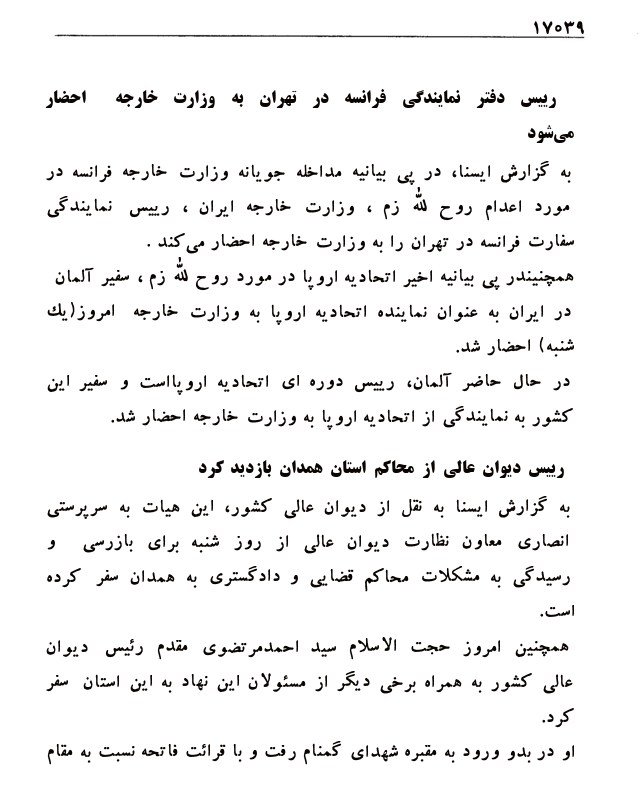 ۱۷۰۳۹
رییس دفتر نمایندگی فرانسه در تهران به وزارت خارجه احضار
می‌شود
به گزارش ایسنا، در پی بیانیه مداخله جویانه وزارت خارجه فرانسه در
مورد اعدام روح الله زم ، وزارت خارجه ایران ، رییس نمایندگی
سفارت فرانسه در تهران را به وزارت خارجه احضار می‌کند .
همچنیندر پی بیانیه اخیر اتحادیه اروپا در مورد روح الله زم ، سفیر آلمان
در ایران به عنوان نماینده اتحادیه اروپا به وزارت خارجه امروز(یك
شنبه) احضار شد.
در حال حاضر آلمان، رییس دوره ای اتحادیه اروپااست و سفیر این
کشور به نمایندگی از اتحادیه اروپا به وزارت خارجه احضار شد.
رییس دیوان عالی از محاکم استان همدان بازدید کرد
به گزارش ایسنا به نقل از دیوان عالی کشور، این هیات به سرپرستی
انصاری معاون نظارت دیوان عالی از روز شنبه برای بازرسی و
رسیدگی به مشکلات محاکم قضایی و دادگستری به همدان سفر کرده
است.
همچنین امروز حجت الاسلام سید احمدمرتضوی مقدم رئیس دیوان
عالی کشور به همراه برخی دیگر از مسئولان این نهاد به این استان سفر
کرد.
او در بدو ورود به مقبره شهدای گمنام رفت و با قرائت فاتحه نسبت به مقام